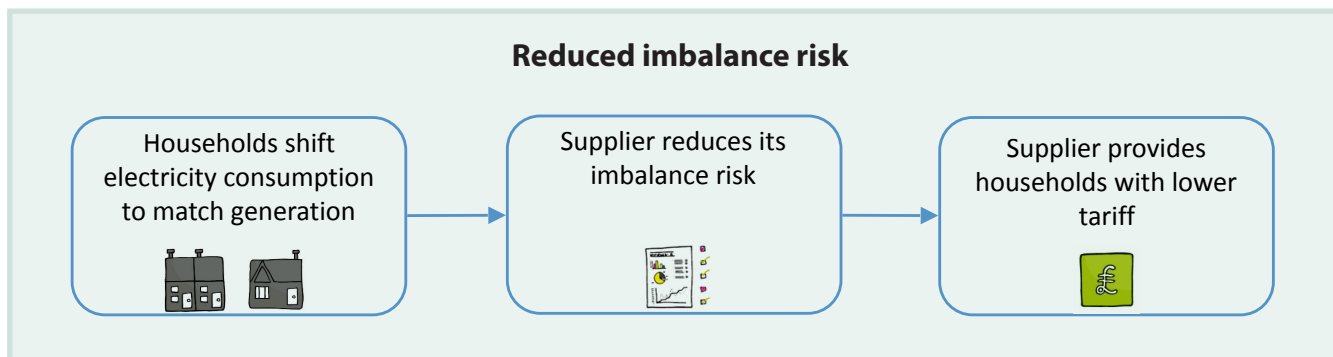 Reduced imbalance risk
Households shift
electricity consumption
to match generation
Supplier reduces its
imbalance risk
Supplier provides
households with lower
tariff
£